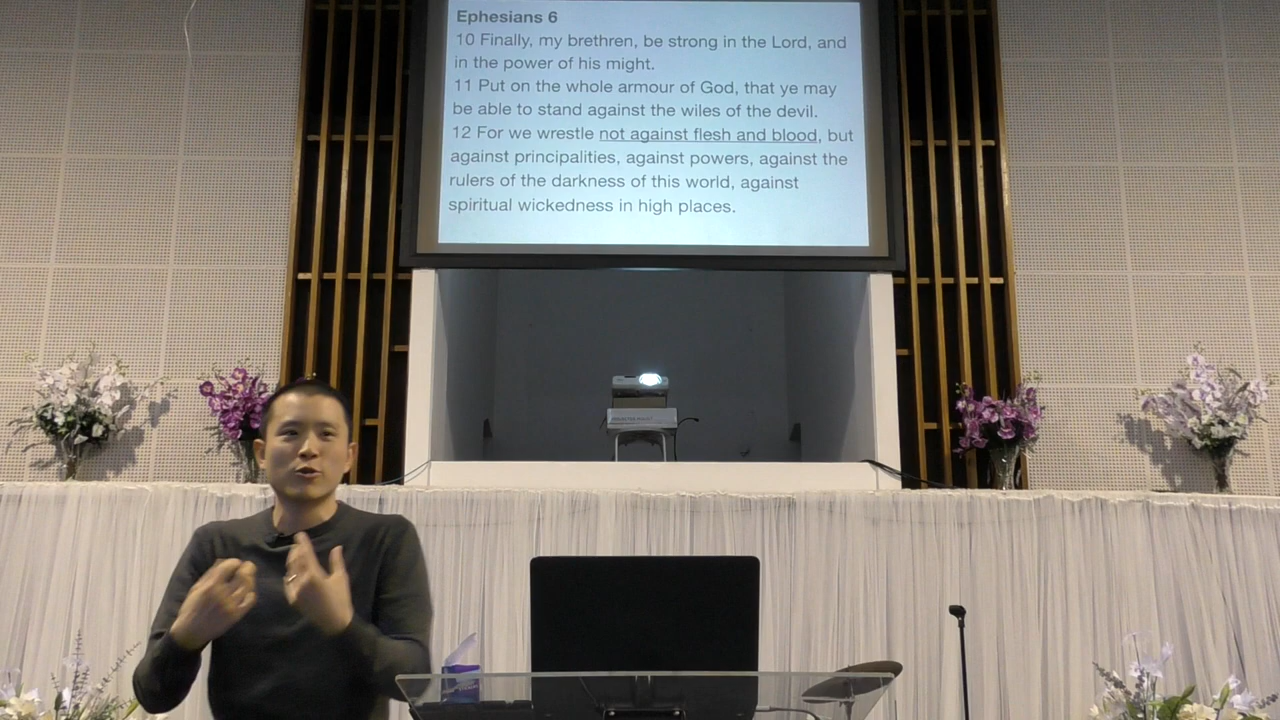 Ephesians 6
10 Finally, my brethren, be strong in the Lord, and
in the power of his might.
11 Put on the whole armour of God, that ye may
be able to stand against the wiles of the devil.
12 For we wrestle not against flesh and blood, but
against principalities, against powers, against the
rulers of the darkness of this world, against
spiritual wickedness in high places.